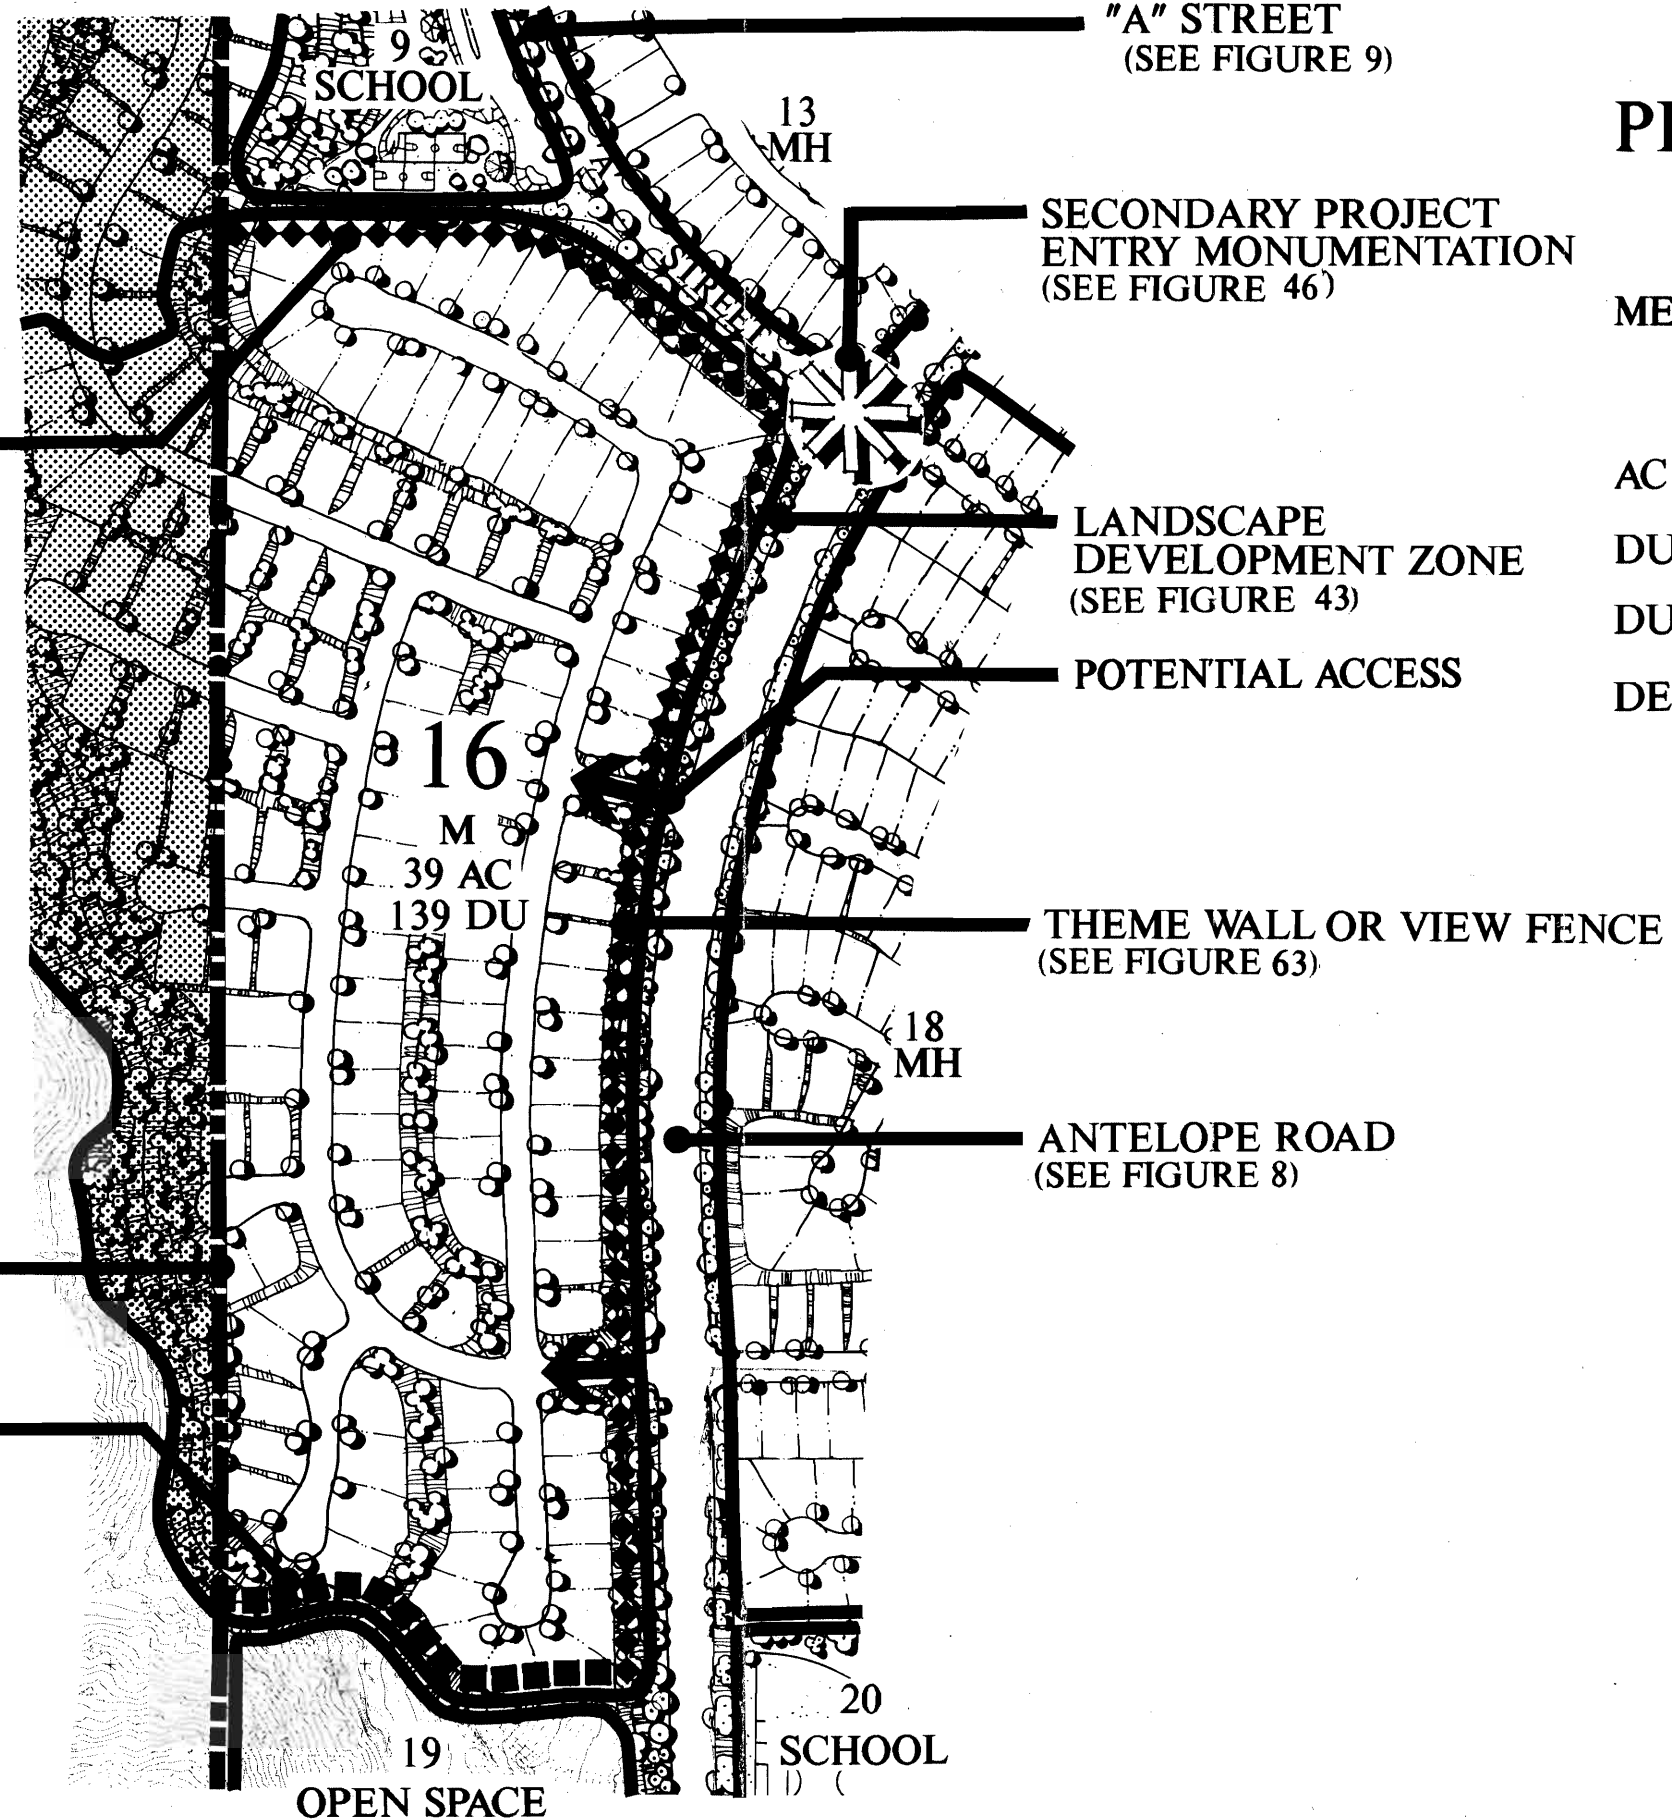 "A" STREET
(SEE FIGURE 9)
9
SCHOOL
13
MH
SECONDARY PROJECT
ENTRY MONUMENTATION
(SEE FIGURE 46)
"A" STREET
LANDSCAPE
DEVELOPMENT ZONE
(SEE FIGURE 43)
POTENTIAL ACCESS
16
M
39 AC
139 DU
THEME WALL OR VIEW FENCE
(SEE FIGURE 63)
18
MH
ANTELOPE ROAD
(SEE FIGURE 8)
20
SCHOOL
19
OPEN SPACE
PI
ME
AC
DU
DU
DE